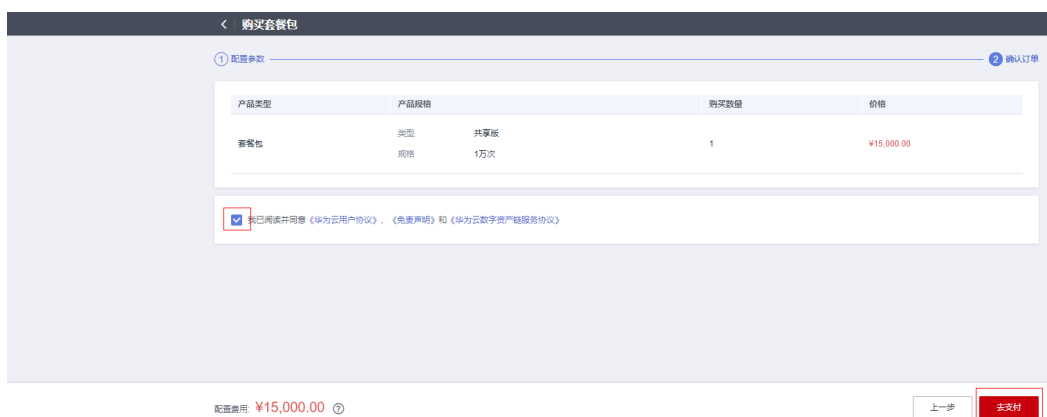 < 购买套餐包
1 配置参数 2 确认订单
产品类型 产品规格 购买数量 价格
套餐包 类型 共享版 1 ¥15,000.00
规格 1万次
我已阅读并同意《华为云用户协议》、《免责声明》和《华为云数字资产链服务协议》
配置费用: ¥15,000.00 ? 上一步 去支付